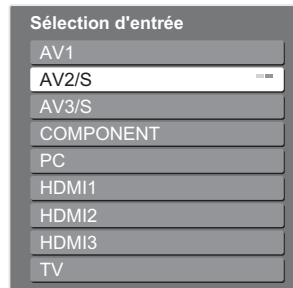 Sélection d'entrée
AV1
AV2/S
AV3/S
COMPONENT
PC
HDMI1
HDMI2
HDMI3
TV